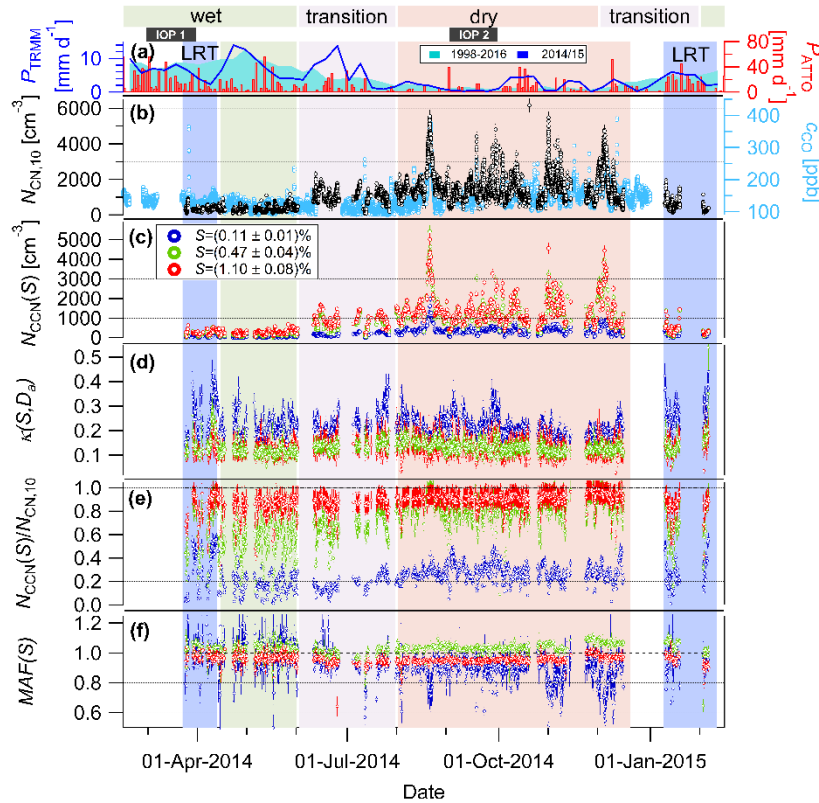 wet transition dry transition
IOP 1 IOP 2
(a) LRT 1998-2016 2014/15 LRT
P_TRMM [mm d⁻¹]
10
0
P_ATTO [mm d⁻¹]
80
40
0
(b)
N_CN,10 [cm⁻³]
6000
4000
2000
0
c_CO [ppb]
400
300
200
100
(c)
S=(0.11 ± 0.01)%
S=(0.47 ± 0.04)%
S=(1.10 ± 0.08)%
N_CCN(S) [cm⁻³]
5000
4000
3000
2000
1000
0
(d)
κ(S,D_a)
0.5
0.4
0.3
0.2
0.1
(e)
N_CCN(S)/N_CN,10
1.0
0.8
0.6
0.4
0.2
0.0
(f)
MAF(S)
1.2
1.0
0.8
0.6
01-Apr-2014 01-Jul-2014 01-Oct-2014 01-Jan-2015
Date